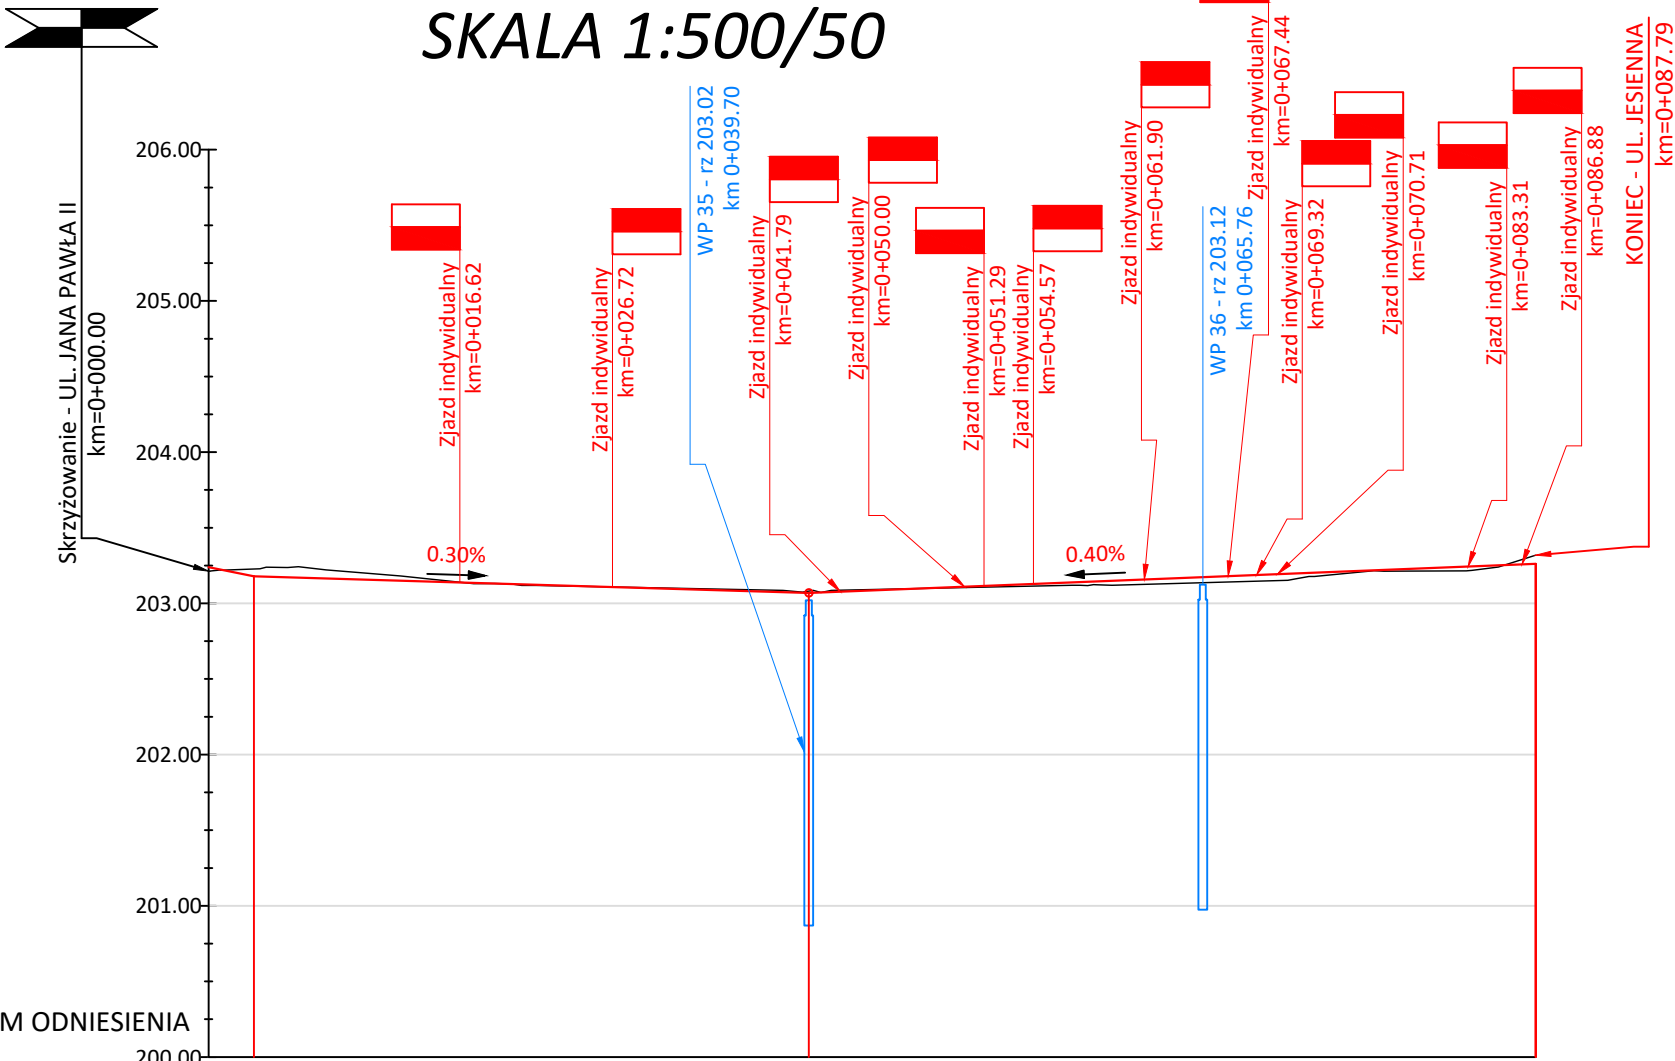 SKALA 1:500/50
Skrzyżowanie - UL. JANA PAWŁA II
km=0+000.00
206.00
205.00
204.00
203.00
202.00
201.00
200.00
M ODNIESIENIA
0.30%
0.40%
Zjazd indywidualny
km=0+016.62
Zjazd indywidualny
km=0+026.72
WP 35 - rz 203.02
km 0+039.70
Zjazd indywidualny
km=0+041.79
Zjazd indywidualny
km=0+050.00
Zjazd indywidualny
km=0+051.29
Zjazd indywidualny
km=0+054.57
Zjazd indywidualny
km=0+061.90
WP 36 - rz 203.12
km 0+065.76
Zjazd indywidualny
km=0+067.44
Zjazd indywidualny
km=0+069.32
Zjazd indywidualny
km=0+070.71
Zjazd indywidualny
km=0+083.31
Zjazd indywidualny
km=0+086.88
KONIEC - UL. JESIENNA
km=0+087.79